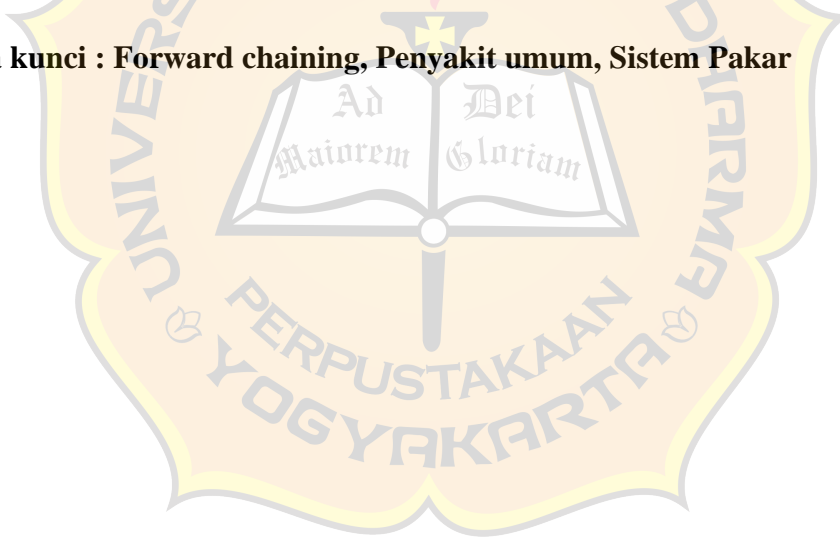 kunci : Forward chaining, Penyakit umum, Sistem Pakar
Ad Dei
Maiorem Gloriam
PERPUSTAKAAN
YOGYAKARTA